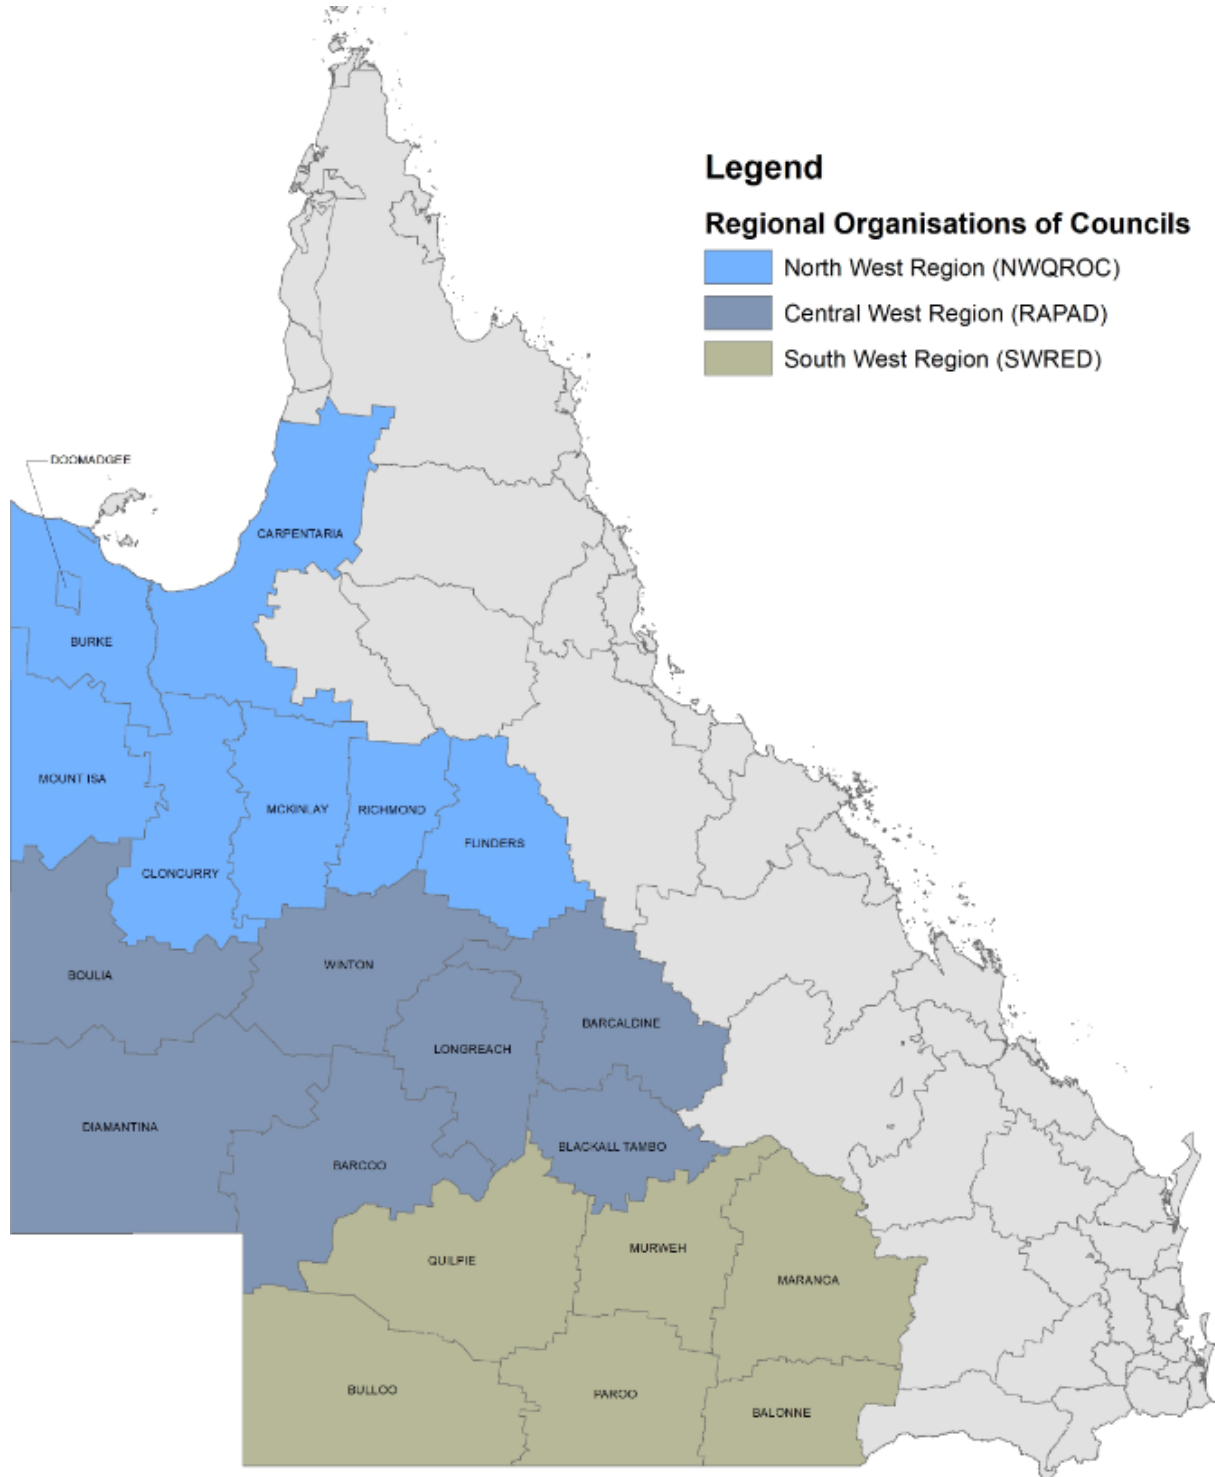 Legend
Regional Organisations of Councils
North West Region (NWQROC)
Central West Region (RAPAD)
South West Region (SWRED)
DOOMADGEE
CARPENTARIA
BURKE
MOUNT ISA
MCKINLAY
RICHMOND
FLINDERS
CLONCURRY
WINTON
BOULIA
BARCALDINE
LONGREACH
DIAMANTINA
BLACKALL TAMBO
BARCOO
MURWEH
QUILPIE
MARANOA
BULLOO
PAROO
BALONNE